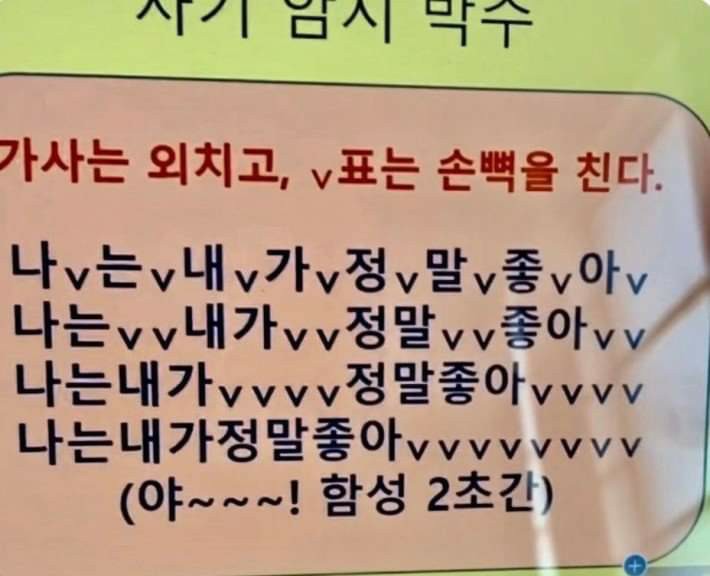 자기 암시 박수
가사는 외치고, v표는 손뼉을 친다.
나v는v내v가v정v말v좋v아v
나는vv내가vv정말vv좋아vv
나는내가vvvv정말좋아vvvv
나는내가정말좋아vvvvvvvv
(야~~~! 함성 2초간)